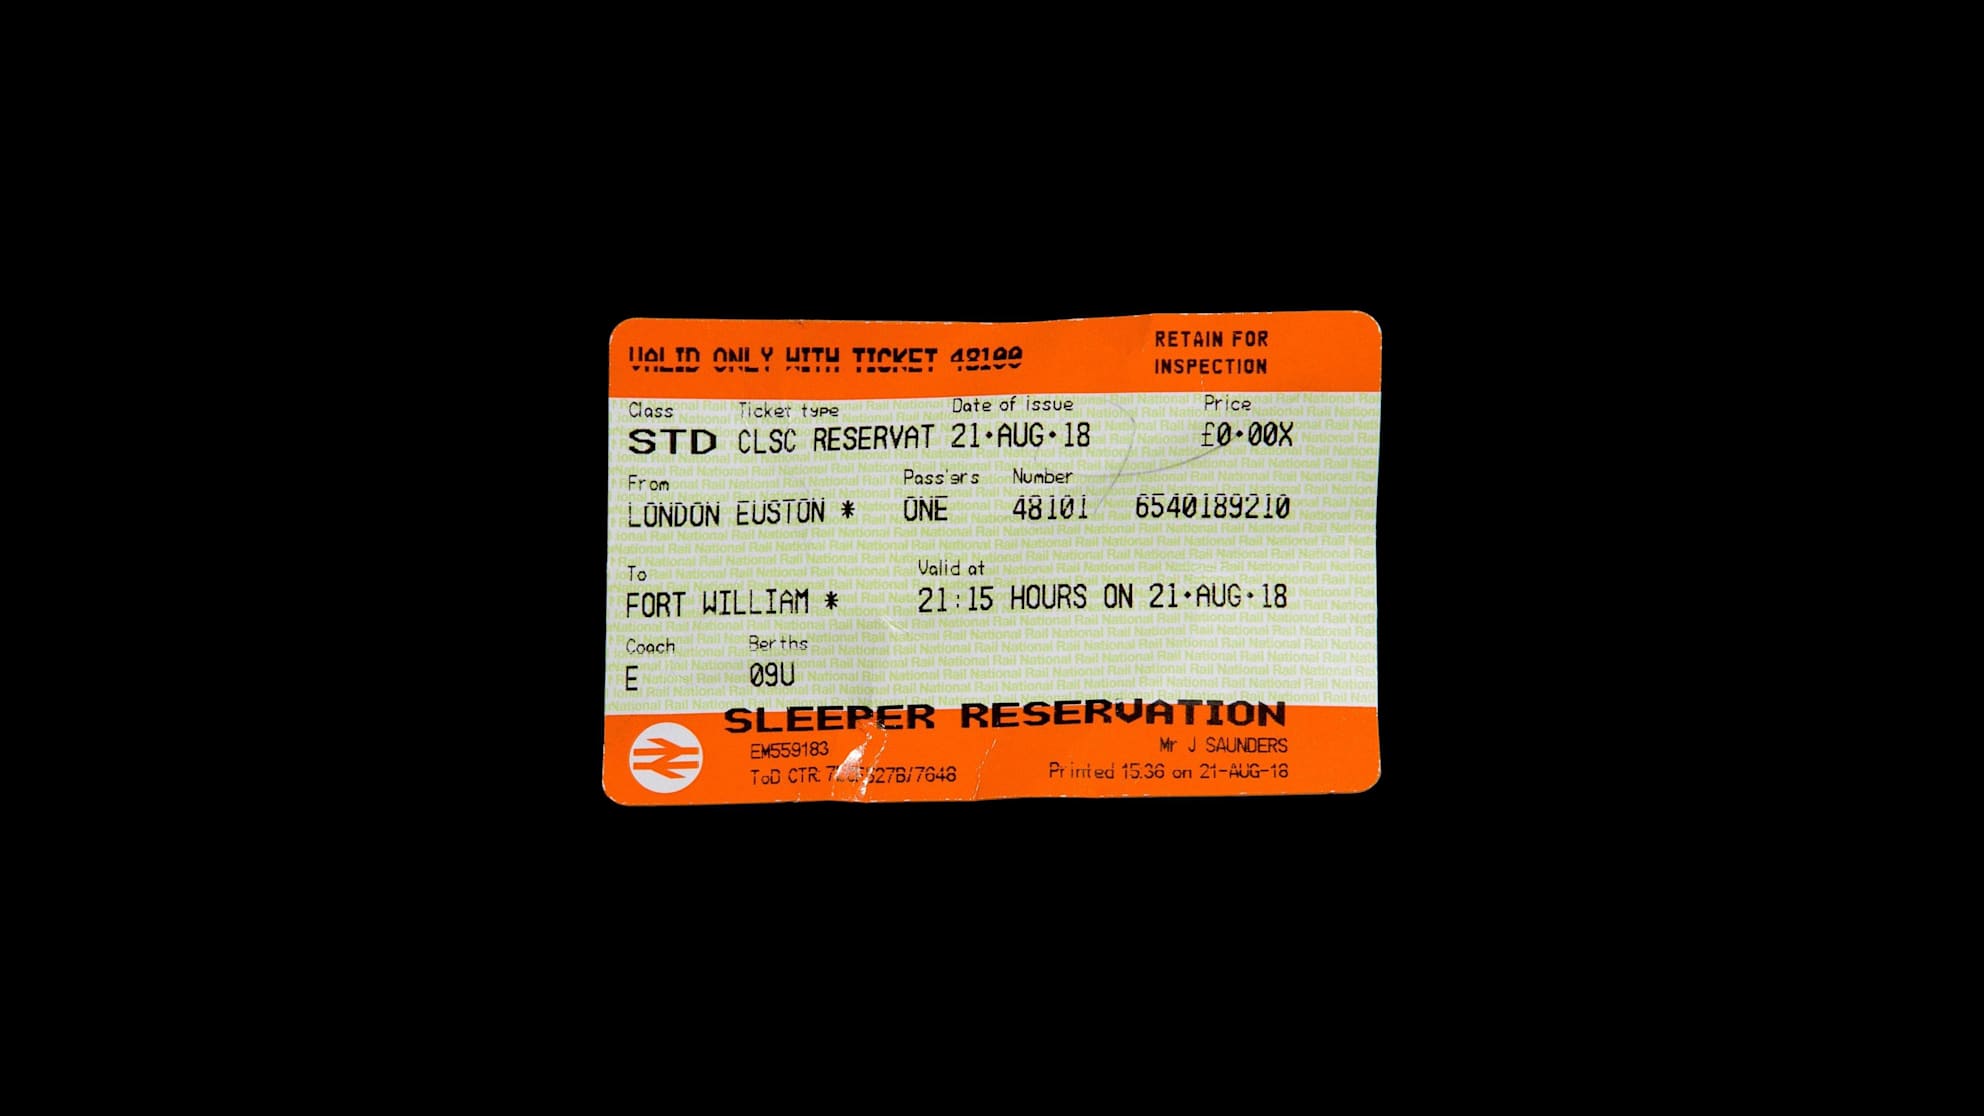 VALID ONLY WITH TICKET 48100
RETAIN FOR
INSPECTION
Class Ticket type Date of issue Price
STD CLSC RESERVAT 21·AUG·18 £0·00X
From Pass'ers Number
LONDON EUSTON * ONE 48101 6540189210
To Valid at
FORT WILLIAM * 21:15 HOURS ON 21·AUG·18
Coach Berths
E 09U
SLEEPER RESERVATION
EM559183 Mr J SAUNDERS
ToD CTR: Printed 15:36 on 21-AUG-18